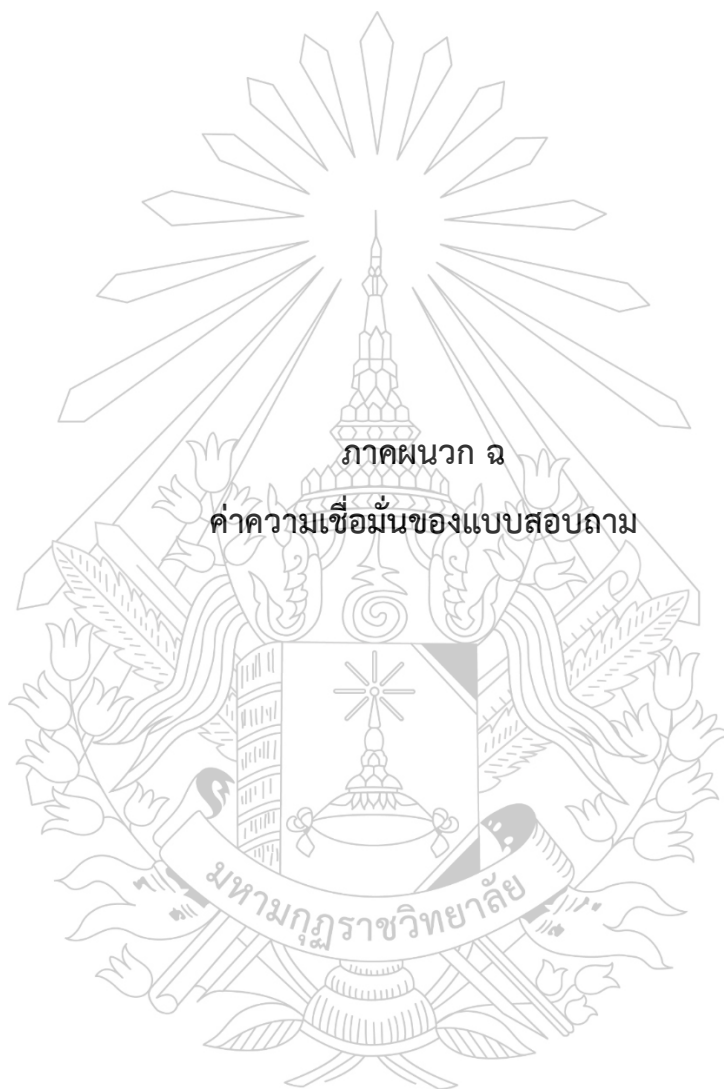 ภาคผนวก ฉ
ค่าความเชื่อมั่นของแบบสอบถาม
มหามกุฏราชวิทยาลัย